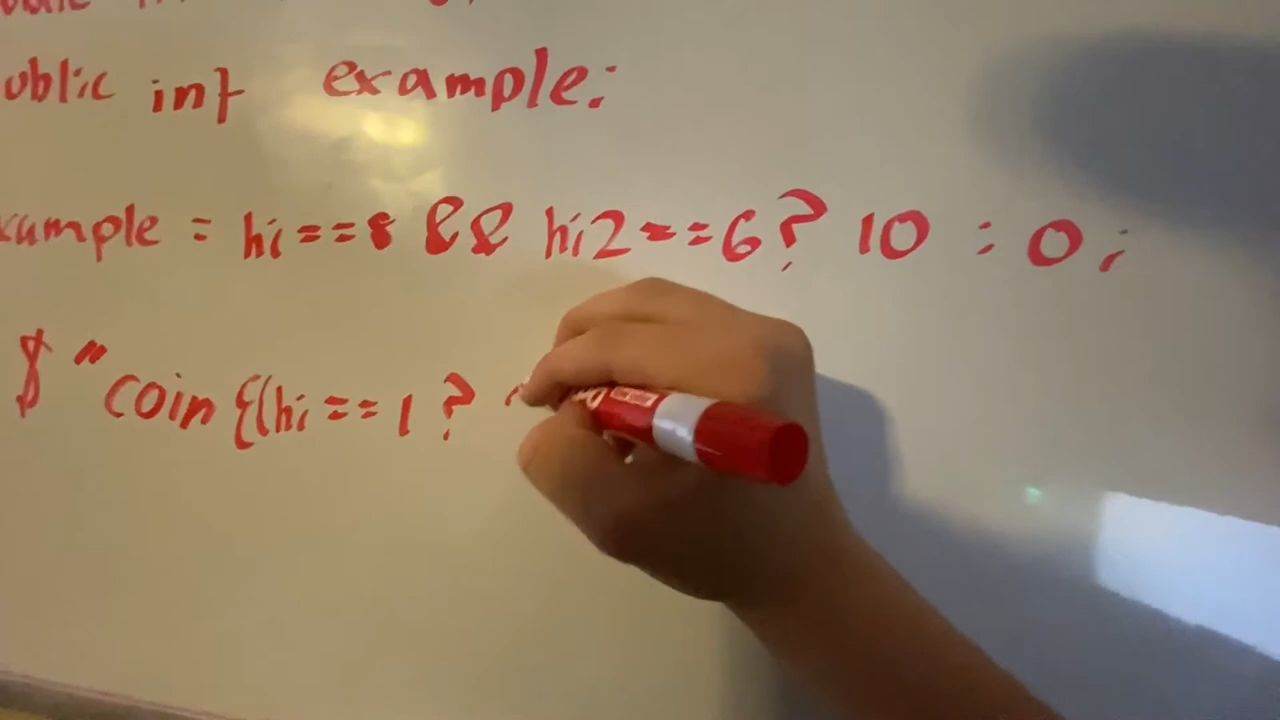 ublic int example:
xample = hi==8 && hi2==6? 10 : 0;
$"coin{(hi==1?